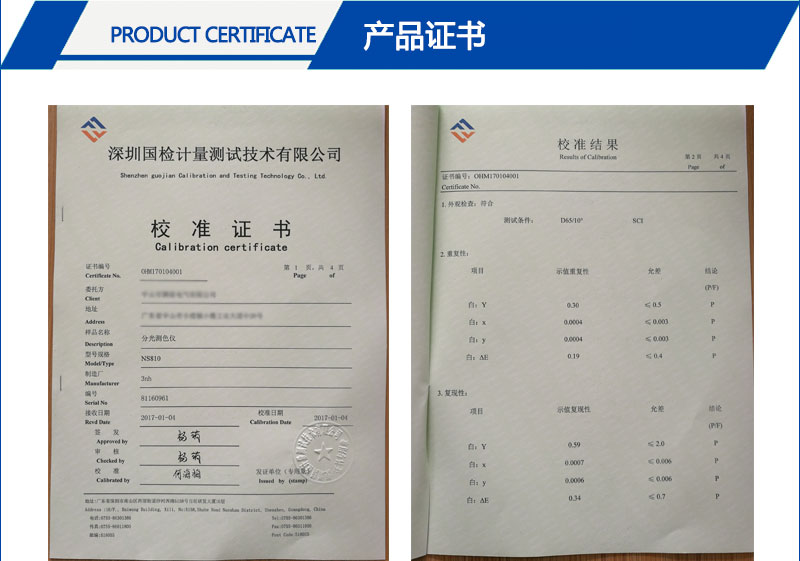 PRODUCT CERTIFICATE 产品证书
深圳国检计量测试技术有限公司
Shenzhen guojian Calibration and Testing Technology Co., Ltd.
校准证书
Calibration certificate
证书编号 OHM170104001 第 1 页,共 4 页
Certificate No. Page of
委托方
Client
地址
Address
样品名称 分光测色仪
Description
型号规格 NS810
Model/Type
制造厂 3nh
Manufacturer
编号 81160961
Serial No
接收日期 2017-01-04 校准日期 2017-01-04
Recvd Date Calibration Date
签发
Approved by
审核
Checked by
校准
Calibrated by
发证单位
Issued by (stamp)
校准结果
Results of Calibration
第 2 页 共 4 页
Page of
证书编号: OHM170104001
Certificate No.
1. 外观检查: 符合
测试条件: D65/10° SCI
2. 重复性:
项目 示值重复性 允差 结论
(P/F)
白: Y 0.30 ≤ 0.5 P
白: x 0.0004 ≤ 0.003 P
白: y 0.0004 ≤ 0.003 P
白: ΔE 0.19 ≤ 0.4 P
3. 复现性:
项目 示值复现性 允差 结论
(P/F)
白: Y 0.59 ≤ 2.0 P
白: x 0.0007 ≤ 0.006 P
白: y 0.0006 ≤ 0.006 P
白: ΔE 0.34 ≤ 0.7 P